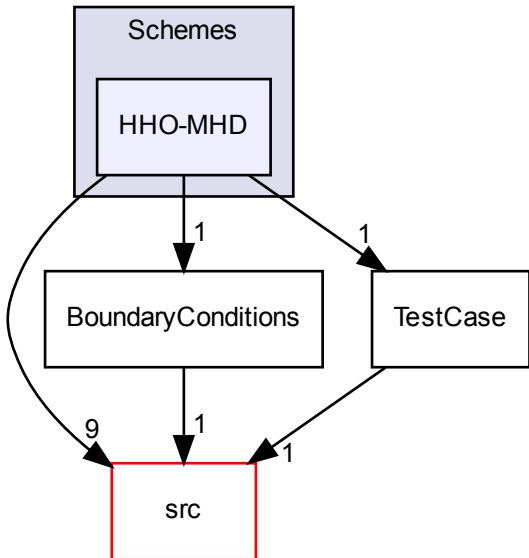 Schemes
HHO-MHD
1
1
BoundaryConditions
TestCase
9
1
1
src